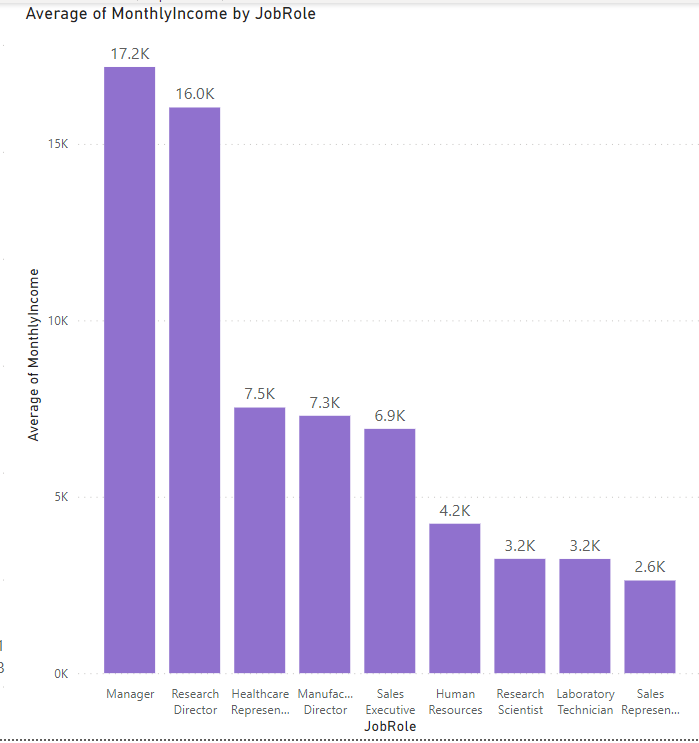 Average of MonthlyIncome by JobRole
17.2K
16.0K
15K
Average of MonthlyIncome
10K
7.5K
7.3K
6.9K
5K
4.2K
3.2K
3.2K
2.6K
0K
Manager
Research
Director
Healthcare
Represen...
Manufac...
Director
Sales
Executive
Human
Resources
Research
Scientist
Laboratory
Technician
Sales
Represen...
JobRole